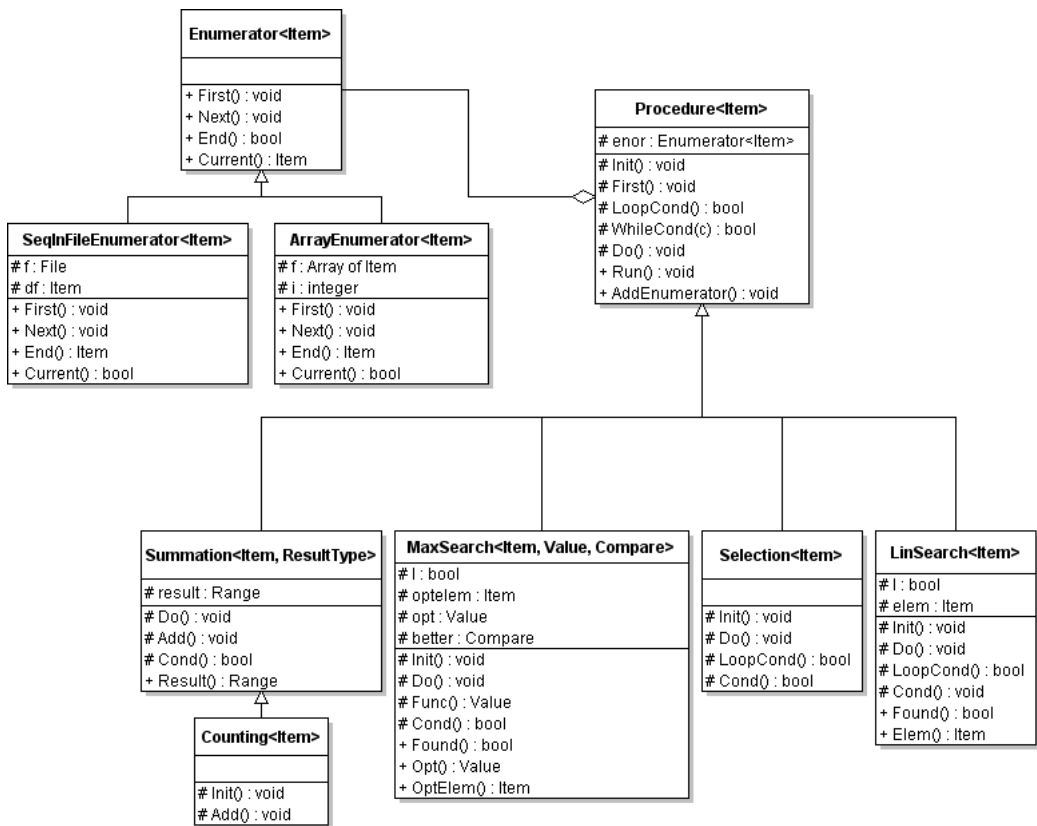 Enumerator<Item>
+ First() : void
+ Next() : void
+ End() : bool
+ Current() : Item
Procedure<Item>
# enor : Enumerator<Item>
# Init() : void
# First() : void
# LoopCond() : bool
# WhileCond(c) : bool
# Do() : void
+ Run() : void
+ AddEnumerator() : void
SeqInFileEnumerator<Item>
# f : File
# df : Item
+ First() : void
+ Next() : void
+ End() : Item
+ Current() : bool
ArrayEnumerator<Item>
# f : Array of Item
# i : integer
+ First() : void
+ Next() : void
+ End() : Item
+ Current() : bool
Summation<Item, ResultType>
# result : Range
# Do() : void
# Add() : void
# Cond() : bool
+ Result() : Range
Counting<Item>
# Init() : void
# Add() : void
MaxSearch<Item, Value, Compare>
# l : bool
# optelem : Item
# opt : Value
# better : Compare
# Init() : void
# Do() : void
# Func() : Value
# Cond() : bool
+ Found() : bool
+ Opt() : Value
+ OptElem() : Item
Selection<Item>
# Init() : void
# Do() : void
# LoopCond() : bool
# Cond() : bool
LinSearch<Item>
# l : bool
# elem : Item
# Init() : void
# Do() : void
# LoopCond() : bool
# Cond() : void
+ Found() : bool
+ Elem() : Item